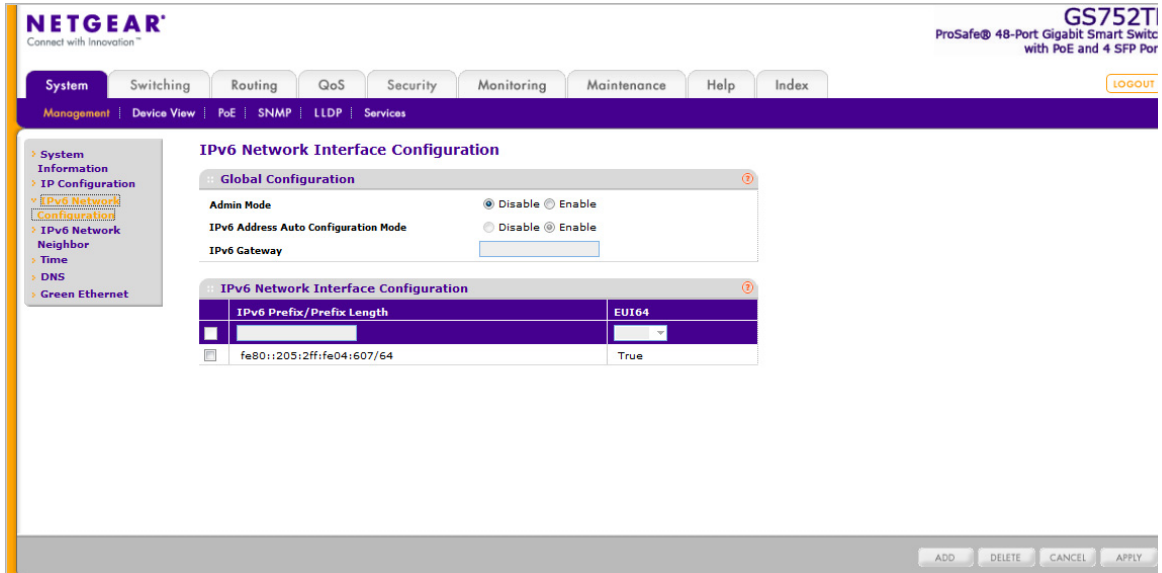 NETGEAR®
Connect with Innovation™
GS752T
ProSafe® 48-Port Gigabit Smart
with PoE and 4 SFP
System Switching Routing QoS Security Monitoring Maintenance Help Index
LOGOUT
Management Device View PoE SNMP LLDP Services
System
Information
IP Configuration
IPv6 Network
Configuration
IPv6 Network
Neighbor
Time
DNS
Green Ethernet
IPv6 Network Interface Configuration
Global Configuration
Admin Mode Disable Enable
IPv6 Address Auto Configuration Mode Disable Enable
IPv6 Gateway
IPv6 Network Interface Configuration
IPv6 Prefix/Prefix Length EUI64
fe80::205:2ff:fe04:607/64 True
ADD DELETE CANCEL APPLY